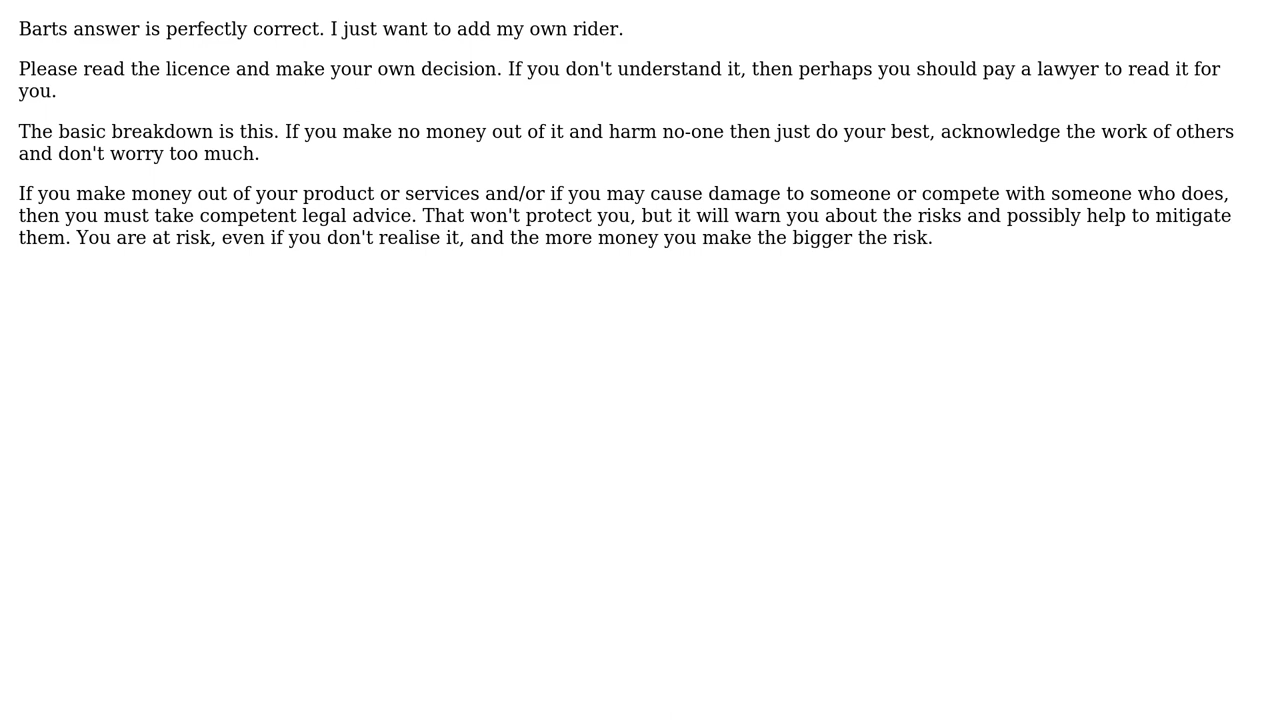 Barts answer is perfectly correct. I just want to add my own rider.
Please read the licence and make your own decision. If you don't understand it, then perhaps you should pay a lawyer to read it for
you.
The basic breakdown is this. If you make no money out of it and harm no-one then just do your best, acknowledge the work of others
and don't worry too much.
If you make money out of your product or services and/or if you may cause damage to someone or compete with someone who does,
then you must take competent legal advice. That won't protect you, but it will warn you about the risks and possibly help to mitigate
them. You are at risk, even if you don't realise it, and the more money you make the bigger the risk.